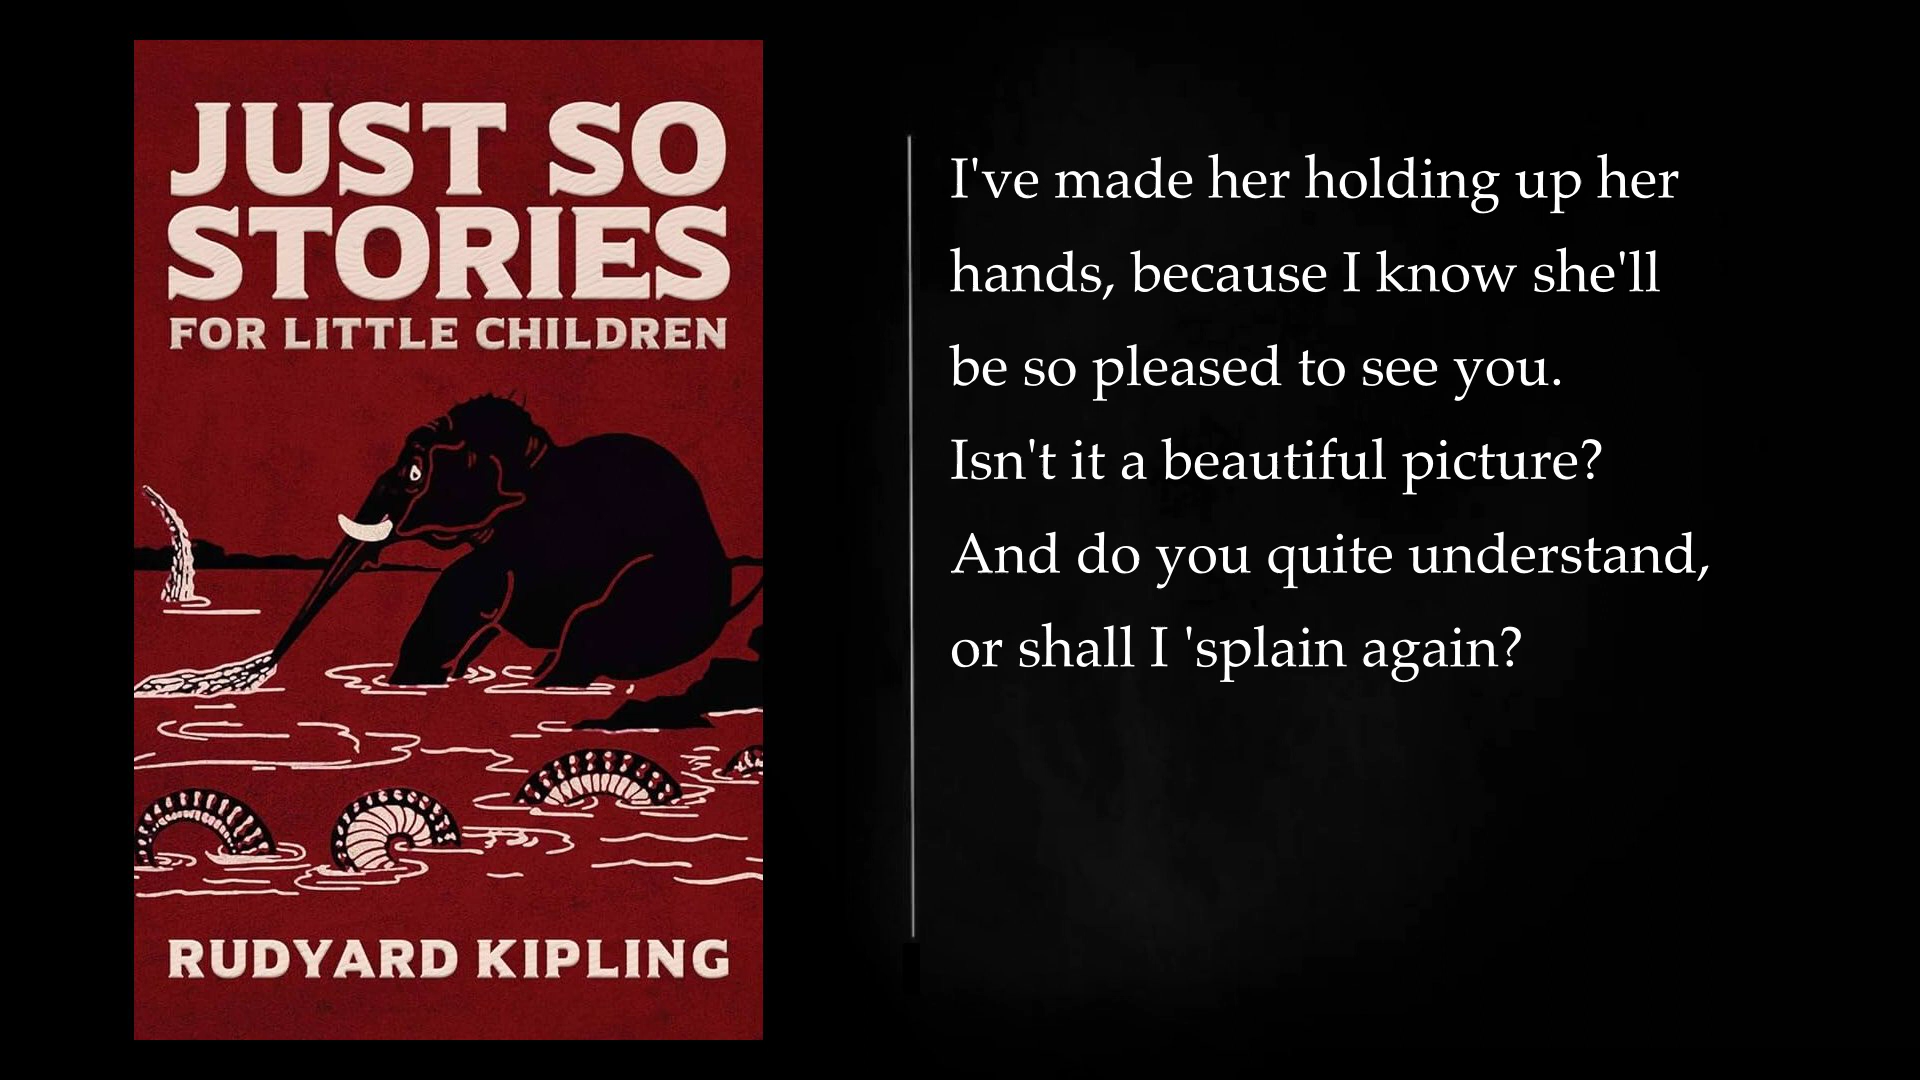 JUST SO
STORIES
FOR LITTLE CHILDREN
RUDYARD KIPLING
I've made her holding up her
hands, because I know she'll
be so pleased to see you.
Isn't it a beautiful picture?
And do you quite understand,
or shall I 'splain again?